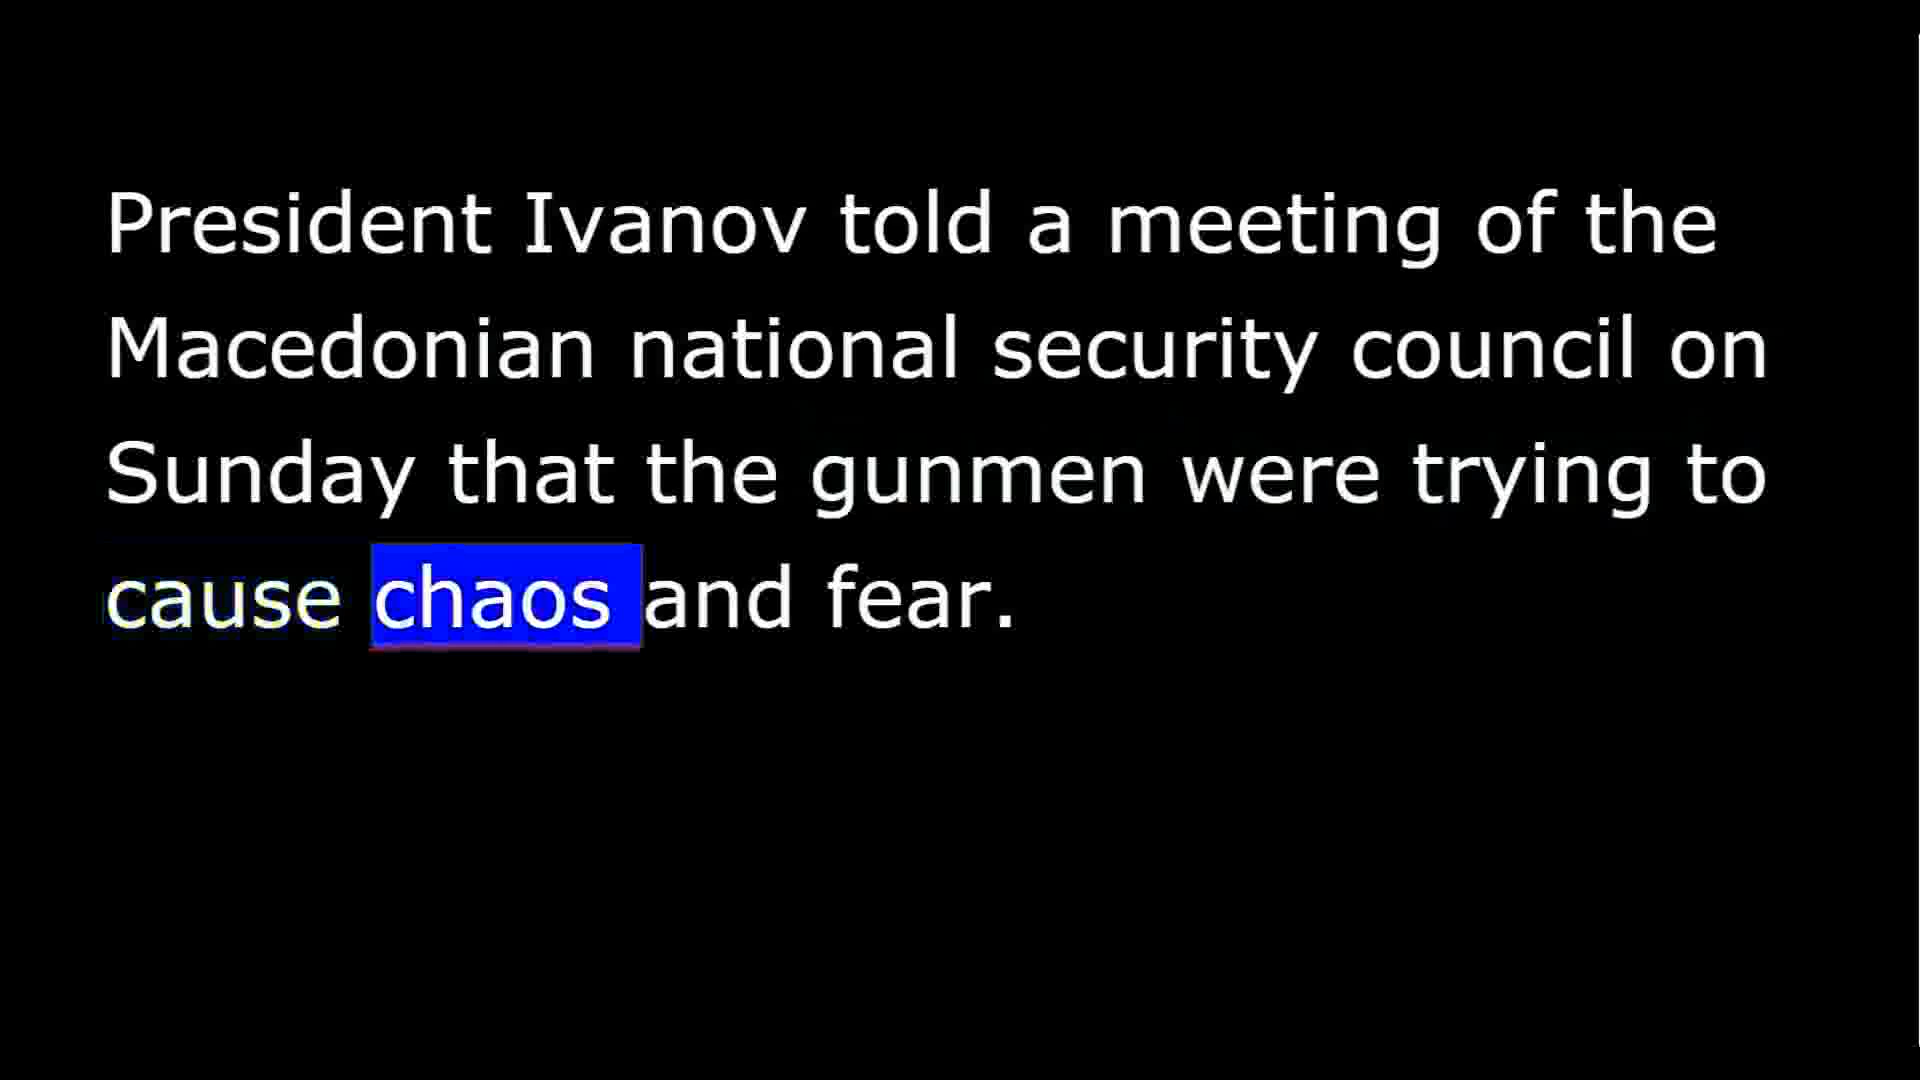 President Ivanov told a meeting of the
Macedonian national security council on
Sunday that the gunmen were trying to
cause chaos and fear.